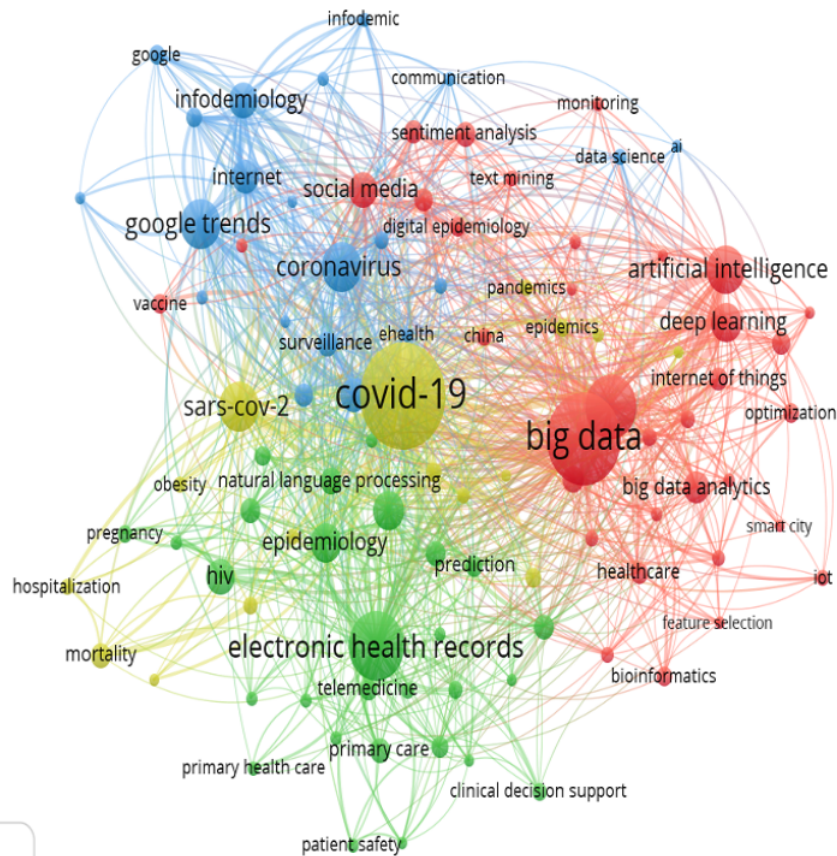 infodemic
google
communication
infodemiology
monitoring
sentiment analysis
ai
data science
internet
text mining
social media
google trends
digital epidemiology
coronavirus
artificial intelligence
pandemics
vaccine
deep learning
epidemics
ehealth
china
surveillance
internet of things
covid-19
sars-cov-2
optimization
big data
natural language processing
obesity
big data analytics
smart city
pregnancy
epidemiology
prediction
healthcare
hiv
iot
hospitalization
feature selection
electronic health records
mortality
bioinformatics
telemedicine
primary care
primary health care
clinical decision support
patient safety